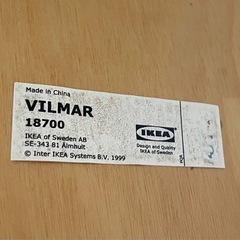 Made in China
VILMAR
18700
IKEA of Sweden AB
SE-343 81 Älmhult
© Inter IKEA Systems B.V. 1999
IKEA
Design and Quality
IKEA of Sweden